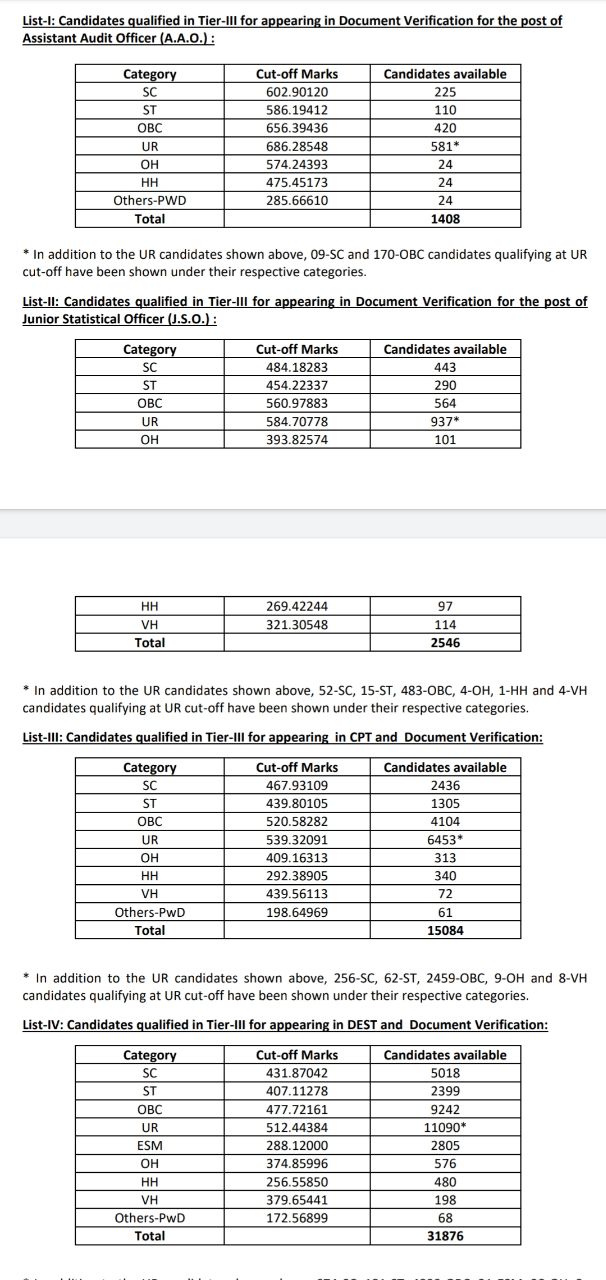 List-I: Candidates qualified in Tier-III for appearing in Document Verification for the post of
Assistant Audit Officer (A.A.O.) :
Category Cut-off Marks Candidates available
SC 602.90120 225
ST 586.19412 110
OBC 656.39436 420
UR 686.28548 581*
OH 574.24393 24
HH 475.45173 24
Others-PWD 285.66610 24
Total 1408
* In addition to the UR candidates shown above, 09-SC and 170-OBC candidates qualifying at UR
cut-off have been shown under their respective categories.
List-II: Candidates qualified in Tier-III for appearing in Document Verification for the post of
Junior Statistical Officer (J.S.O.) :
Category Cut-off Marks Candidates available
SC 484.18283 443
ST 454.22337 290
OBC 560.97883 564
UR 584.70778 937*
OH 393.82574 101
HH 269.42244 97
VH 321.30548 114
Total 2546
* In addition to the UR candidates shown above, 52-SC, 15-ST, 483-OBC, 4-OH, 1-HH and 4-VH
candidates qualifying at UR cut-off have been shown under their respective categories.
List-III: Candidates qualified in Tier-III for appearing in CPT and Document Verification:
Category Cut-off Marks Candidates available
SC 467.93109 2436
ST 439.80105 1305
OBC 520.58282 4104
UR 539.32091 6453*
OH 409.16313 313
HH 292.38905 340
VH 439.56113 72
Others-PwD 198.64969 61
Total 15084
* In addition to the UR candidates shown above, 256-SC, 62-ST, 2459-OBC, 9-OH and 8-VH
candidates qualifying at UR cut-off have been shown under their respective categories.
List-IV: Candidates qualified in Tier-III for appearing in DEST and Document Verification:
Category Cut-off Marks Candidates available
SC 431.87042 5018
ST 407.11278 2399
OBC 477.72161 9242
UR 512.44384 11090*
ESM 288.12000 2805
OH 374.85996 576
HH 256.55850 480
VH 379.65441 198
Others-PwD 172.56899 68
Total 31876